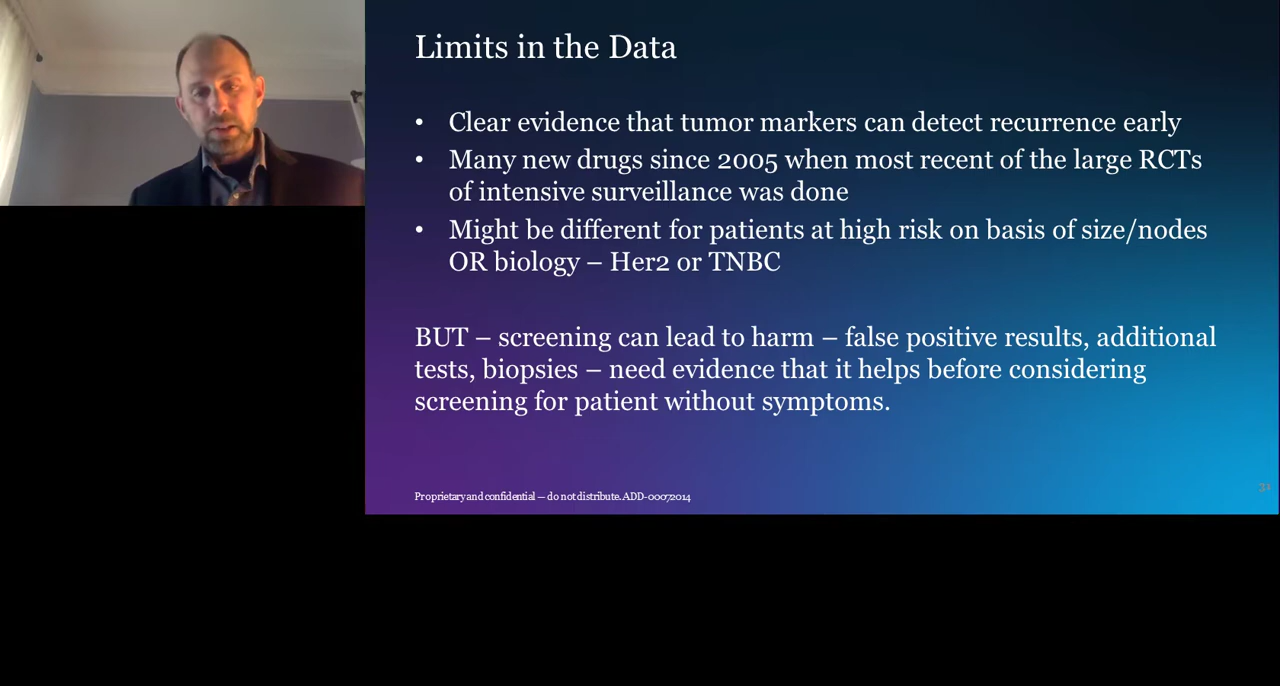 Limits in the Data
• Clear evidence that tumor markers can detect recurrence early
• Many new drugs since 2005 when most recent of the large RCTs
of intensive surveillance was done
• Might be different for patients at high risk on basis of size/nodes
OR biology – Her2 or TNBC
BUT – screening can lead to harm – false positive results, additional
tests, biopsies – need evidence that it helps before considering
screening for patient without symptoms.
Proprietary and confidential — do not distribute. ADD-00072014